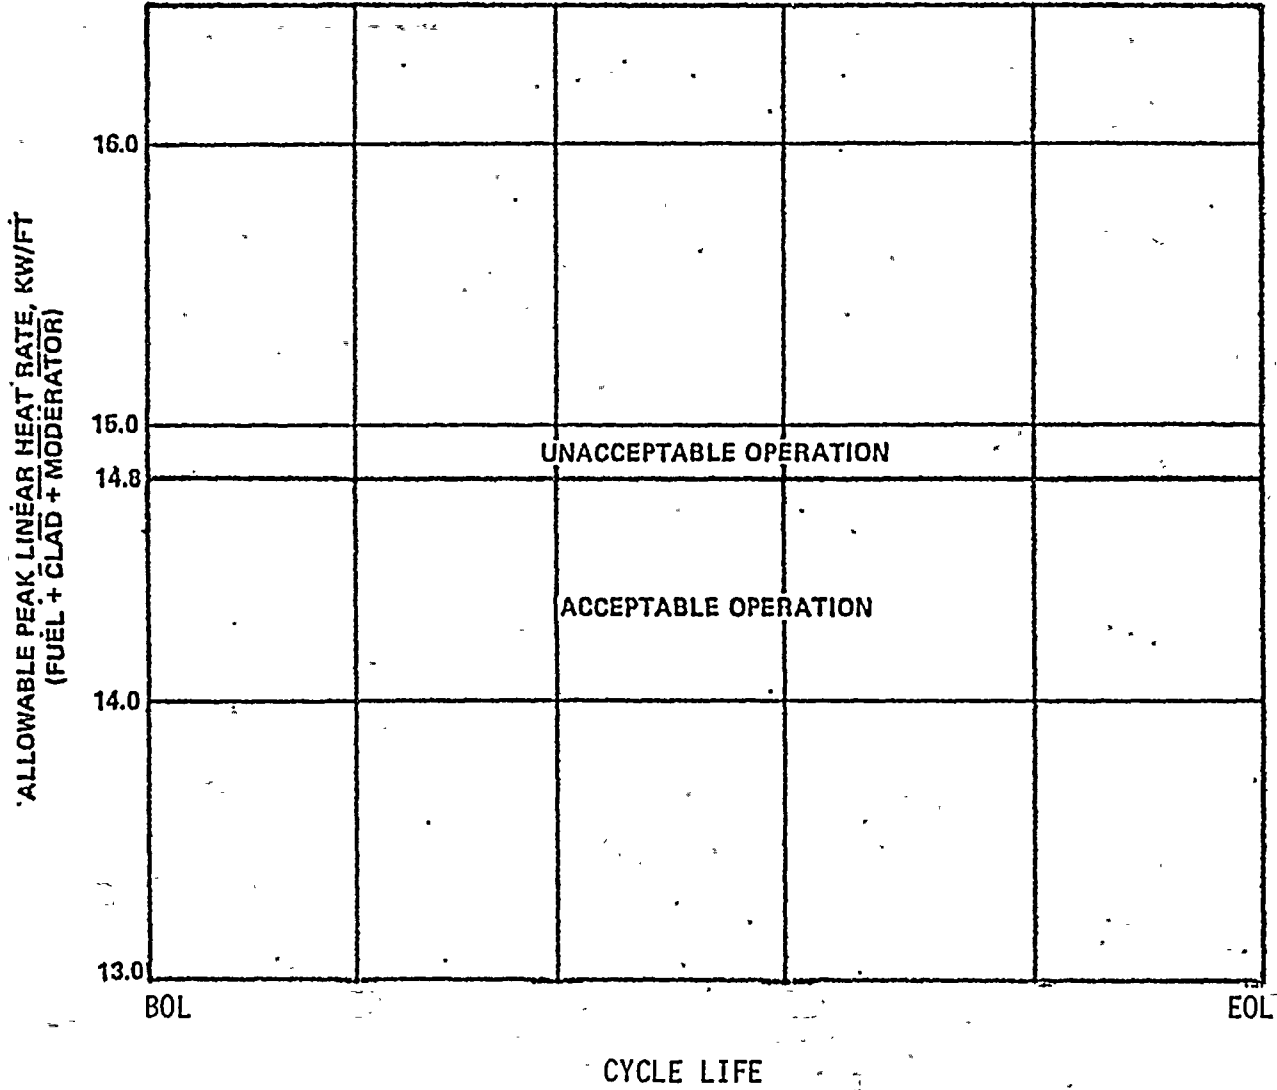 ALLOWABLE PEAK LINEAR HEAT RATE, KW/FT
(FUEL + CLAD + MODERATOR)
16.0
15.0
UNACCEPTABLE OPERATION
14.8
ACCEPTABLE OPERATION
14.0
13.0
BOL
EOL
CYCLE LIFE